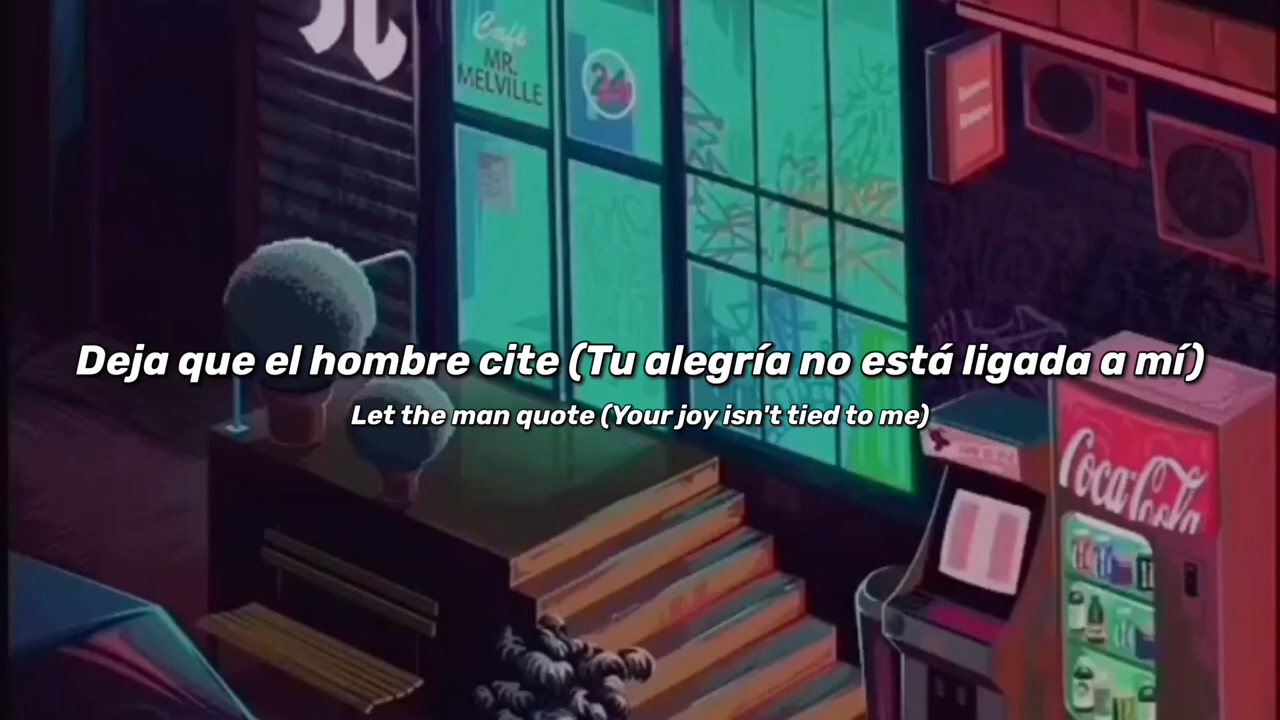 Café
MR.
MELVILLE
24
Deja que el hombre cite (Tu alegría no está ligada a mí)
Let the man quote (Your joy isn't tied to me)
Coca-Cola